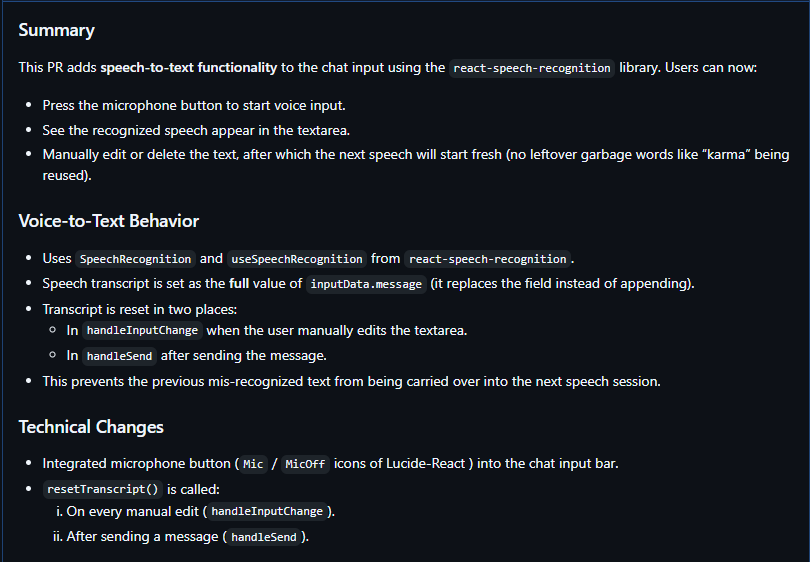 Summary
This PR adds speech-to-text functionality to the chat input using the react-speech-recognition library. Users can now:
• Press the microphone button to start voice input.
• See the recognized speech appear in the textarea.
• Manually edit or delete the text, after which the next speech will start fresh (no leftover garbage words like “karma” being
reused).
Voice-to-Text Behavior
• Uses SpeechRecognition and useSpeechRecognition from react-speech-recognition.
• Speech transcript is set as the full value of inputData.message (it replaces the field instead of appending).
• Transcript is reset in two places:
○ In handleInputChange when the user manually edits the textarea.
○ In handleSend after sending the message.
• This prevents the previous mis-recognized text from being carried over into the next speech session.
Technical Changes
• Integrated microphone button ( Mic / MicOff icons of Lucide-React ) into the chat input bar.
• resetTranscript() is called:
i. On every manual edit ( handleInputChange ).
ii. After sending a message ( handleSend ).